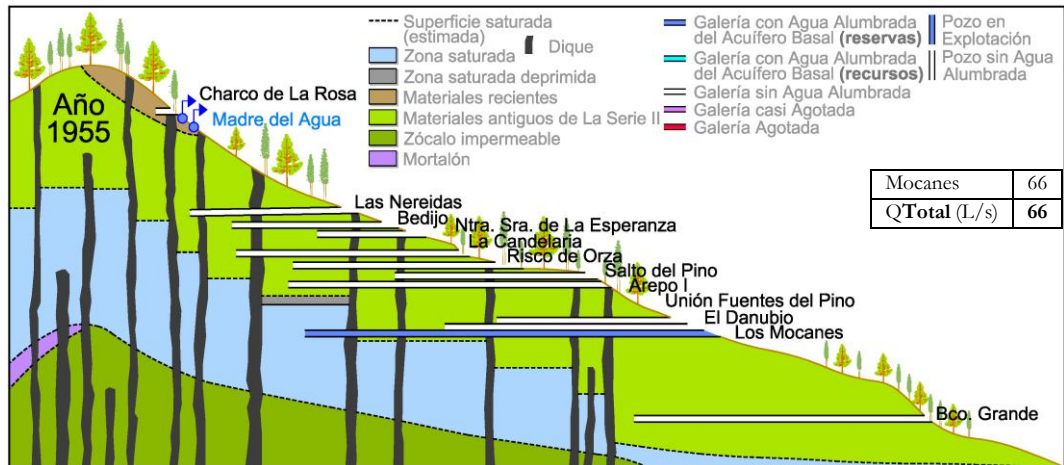 Año
1955
Charco de La Rosa
Madre del Agua
Superficie saturada
(estimada)
Dique
Zona saturada
Zona saturada deprimida
Materiales recientes
Materiales antiguos de La Serie II
Zócalo impermeable
Mortalón
Galería con Agua Alumbrada
del Acuífero Basal (reservas)
Galería con Agua Alumbrada
del Acuífero Basal (recursos)
Galería sin Agua Alumbrada
Galería casi Agotada
Galería Agotada
Pozo en
Explotación
Pozo sin Agua
Alumbrada
Mocanes 66
QTotal (L/s) 66
Las Nereidas
Bedijo
Ntra. Sra. de La Esperanza
La Candelaria
Risco de Orza
Salto del Pino
Arepo I
Unión Fuentes del Pino
El Danubio
Los Mocanes
Bco. Grande